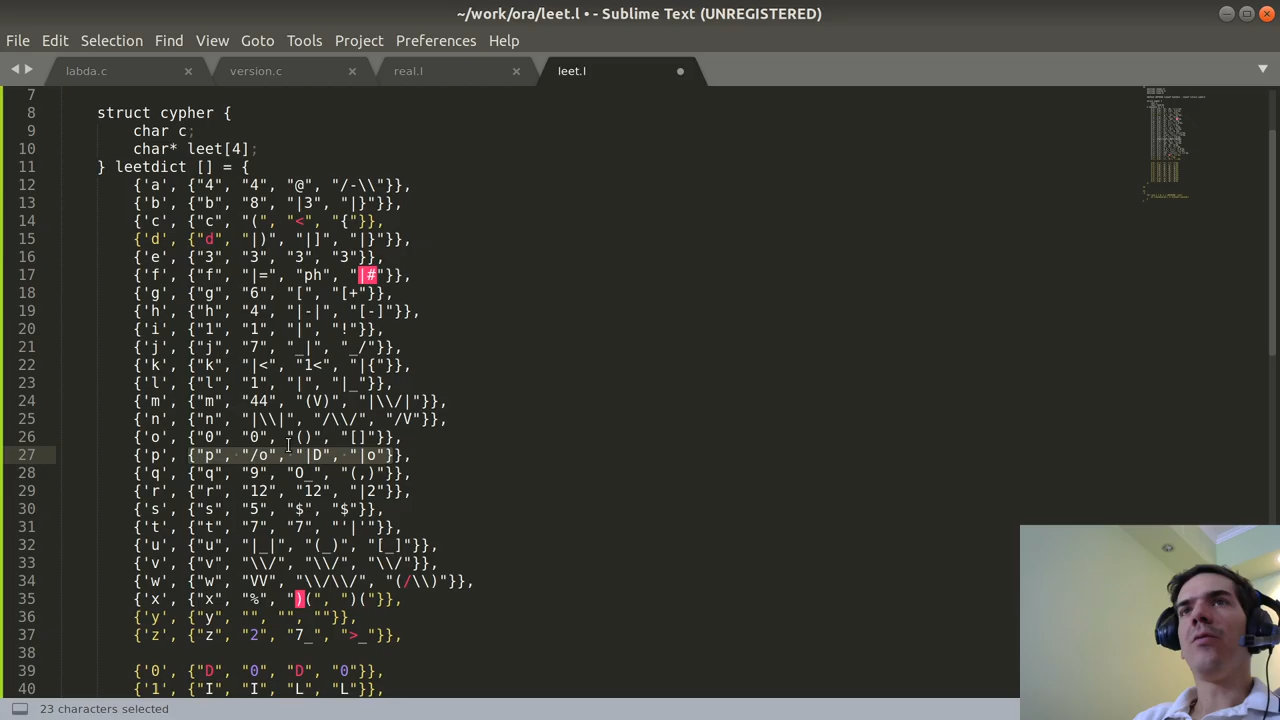 ~/work/ora/leet.l • - Sublime Text (UNREGISTERED)
File Edit Selection Find View Goto Tools Project Preferences Help
labda.c version.c real.l leet.l
7
8 struct cypher {
9 char c;
10 char* leet[4];
11 } leetdict [] = {
12 {'a', {"4", "4", "@", "/-\\"}},
13 {'b', {"b", "8", "|3", "|}"}},
14 {'c', {"c", "(", "<", "{"}},
15 {'d', {"d", "|)", "|]", "|}"}},
16 {'e', {"3", "3", "3", "3"}},
17 {'f', {"f", "|=", "ph", "|#"}},
18 {'g', {"g", "6", "[", "[+"}},
19 {'h', {"h", "4", "|-|", "[-]"}},
20 {'i', {"1", "1", "|", "!"}},
21 {'j', {"j", "7", "_|", "_/"}},
22 {'k', {"k", "|<", "1<", "|{"}},
23 {'l', {"l", "1", "|", "|_"}},
24 {'m', {"m", "44", "(V)", "|\\/|"}},
25 {'n', {"n", "|\\|", "/\\/", "/V"}},
26 {'o', {"0", "0", "()", "[]"}},
27 {'p', {"p", "/o", "|D", "|o"}},
28 {'q', {"q", "9", "O_", "(,)"}},
29 {'r', {"r", "12", "12", "|2"}},
30 {'s', {"s", "5", "$", "$"}},
31 {'t', {"t", "7", "7", "'|'"}},
32 {'u', {"u", "|_|", "(_)", "[_]"}},
33 {'v', {"v", "\\/", "\\/", "\\/"}},
34 {'w', {"w", "VV", "\\/\\/", "(/\\)"}},
35 {'x', {"x", "%", ")(", ")("}},
36 {'y', {"y", "", "", ""}},
37 {'z', {"z", "2", "7_", ">_"}},
38
39 {'0', {"D", "0", "D", "0"}},
40 {'1', {"I", "I", "L", "L"}},
23 characters selected